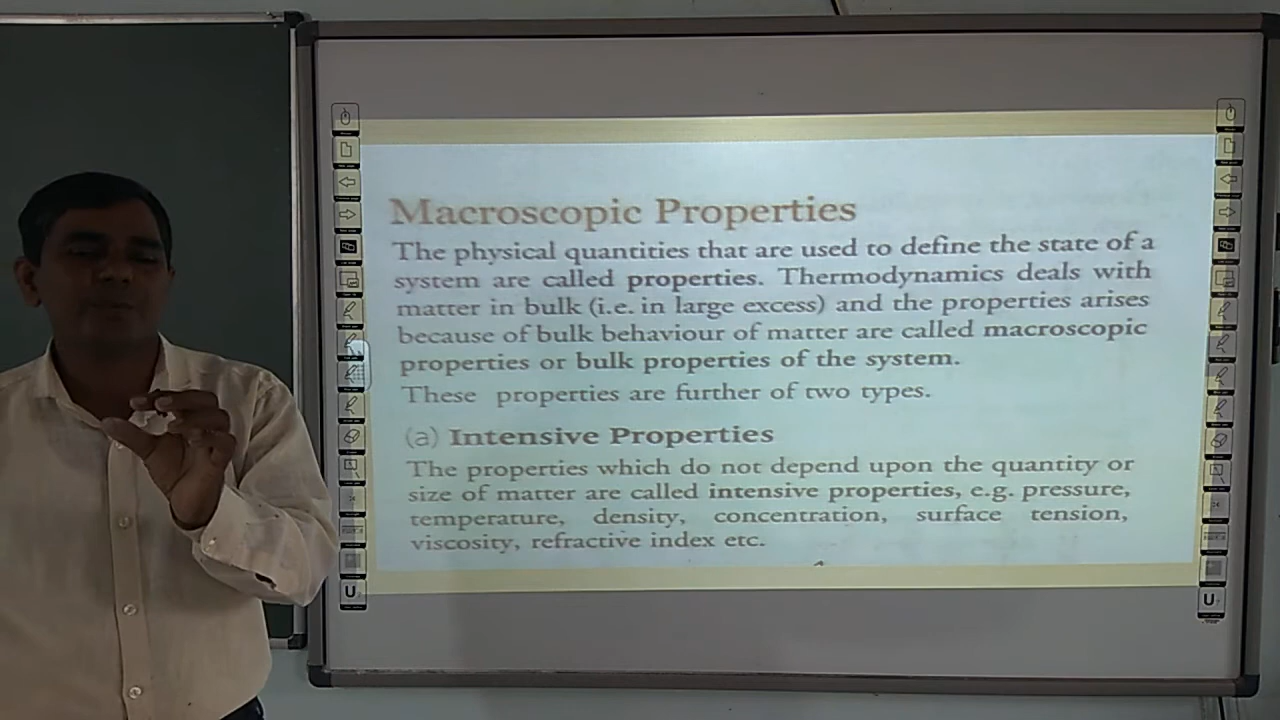 Macroscopic Properties
The physical quantities that are used to define the state of a
system are called properties. Thermodynamics deals with
matter in bulk (i.e. in large excess) and the properties arises
because of bulk behaviour of matter are called macroscopic
properties or bulk properties of the system.
These properties are further of two types.
(a) Intensive Properties
The properties which do not depend upon the quantity or
size of matter are called intensive properties, e.g. pressure,
temperature, density, concentration, surface tension,
viscosity, refractive index etc.